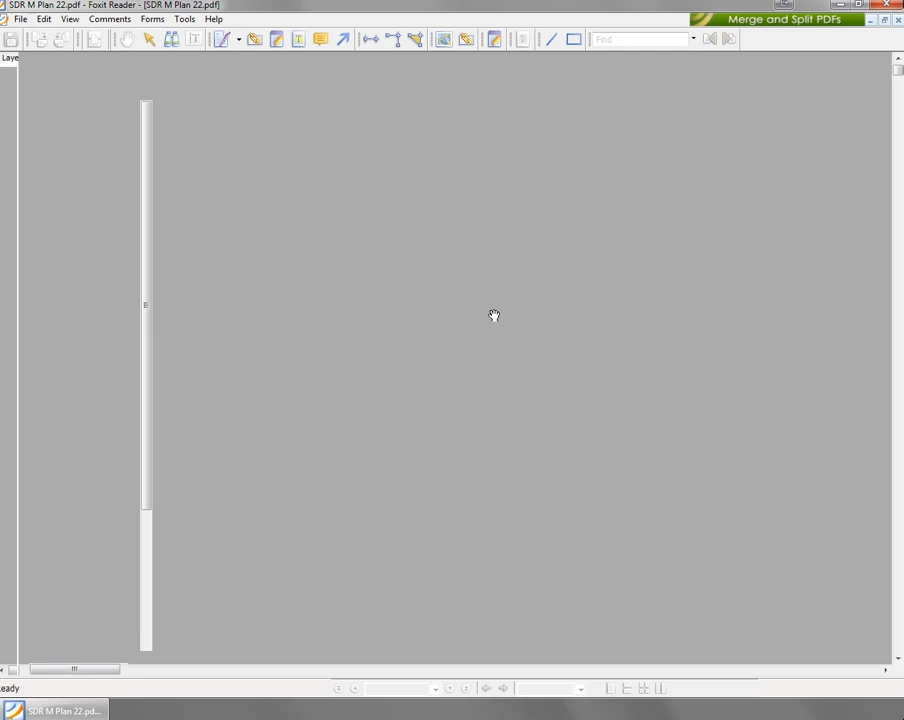 SDR M Plan 22.pdf - Foxit Reader - [SDR M Plan 22.pdf]
File Edit View Comments Forms Tools Help
Merge and Split PDFs
Find
Laye
eady
SDR M Plan 22.pd...